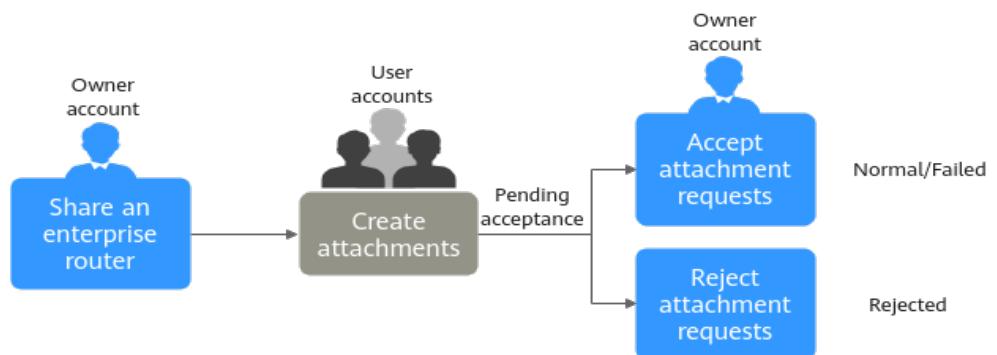 Owner
account
Share an
enterprise
router
User
accounts
Create
attachments
Pending
acceptance
Owner
account
Accept
attachment
requests
Normal/Failed
Reject
attachment
requests
Rejected